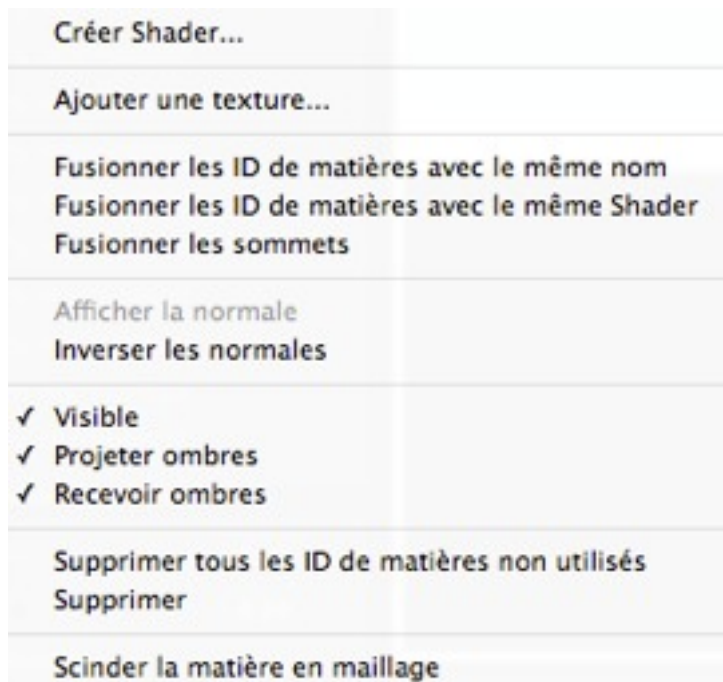 Créer Shader...
Ajouter une texture...
Fusionner les ID de matières avec le même nom
Fusionner les ID de matières avec le même Shader
Fusionner les sommets
Afficher la normale
Inverser les normales
✓ Visible
✓ Projeter ombres
✓ Recevoir ombres
Supprimer tous les ID de matières non utilisés
Supprimer
Scinder la matière en maillage